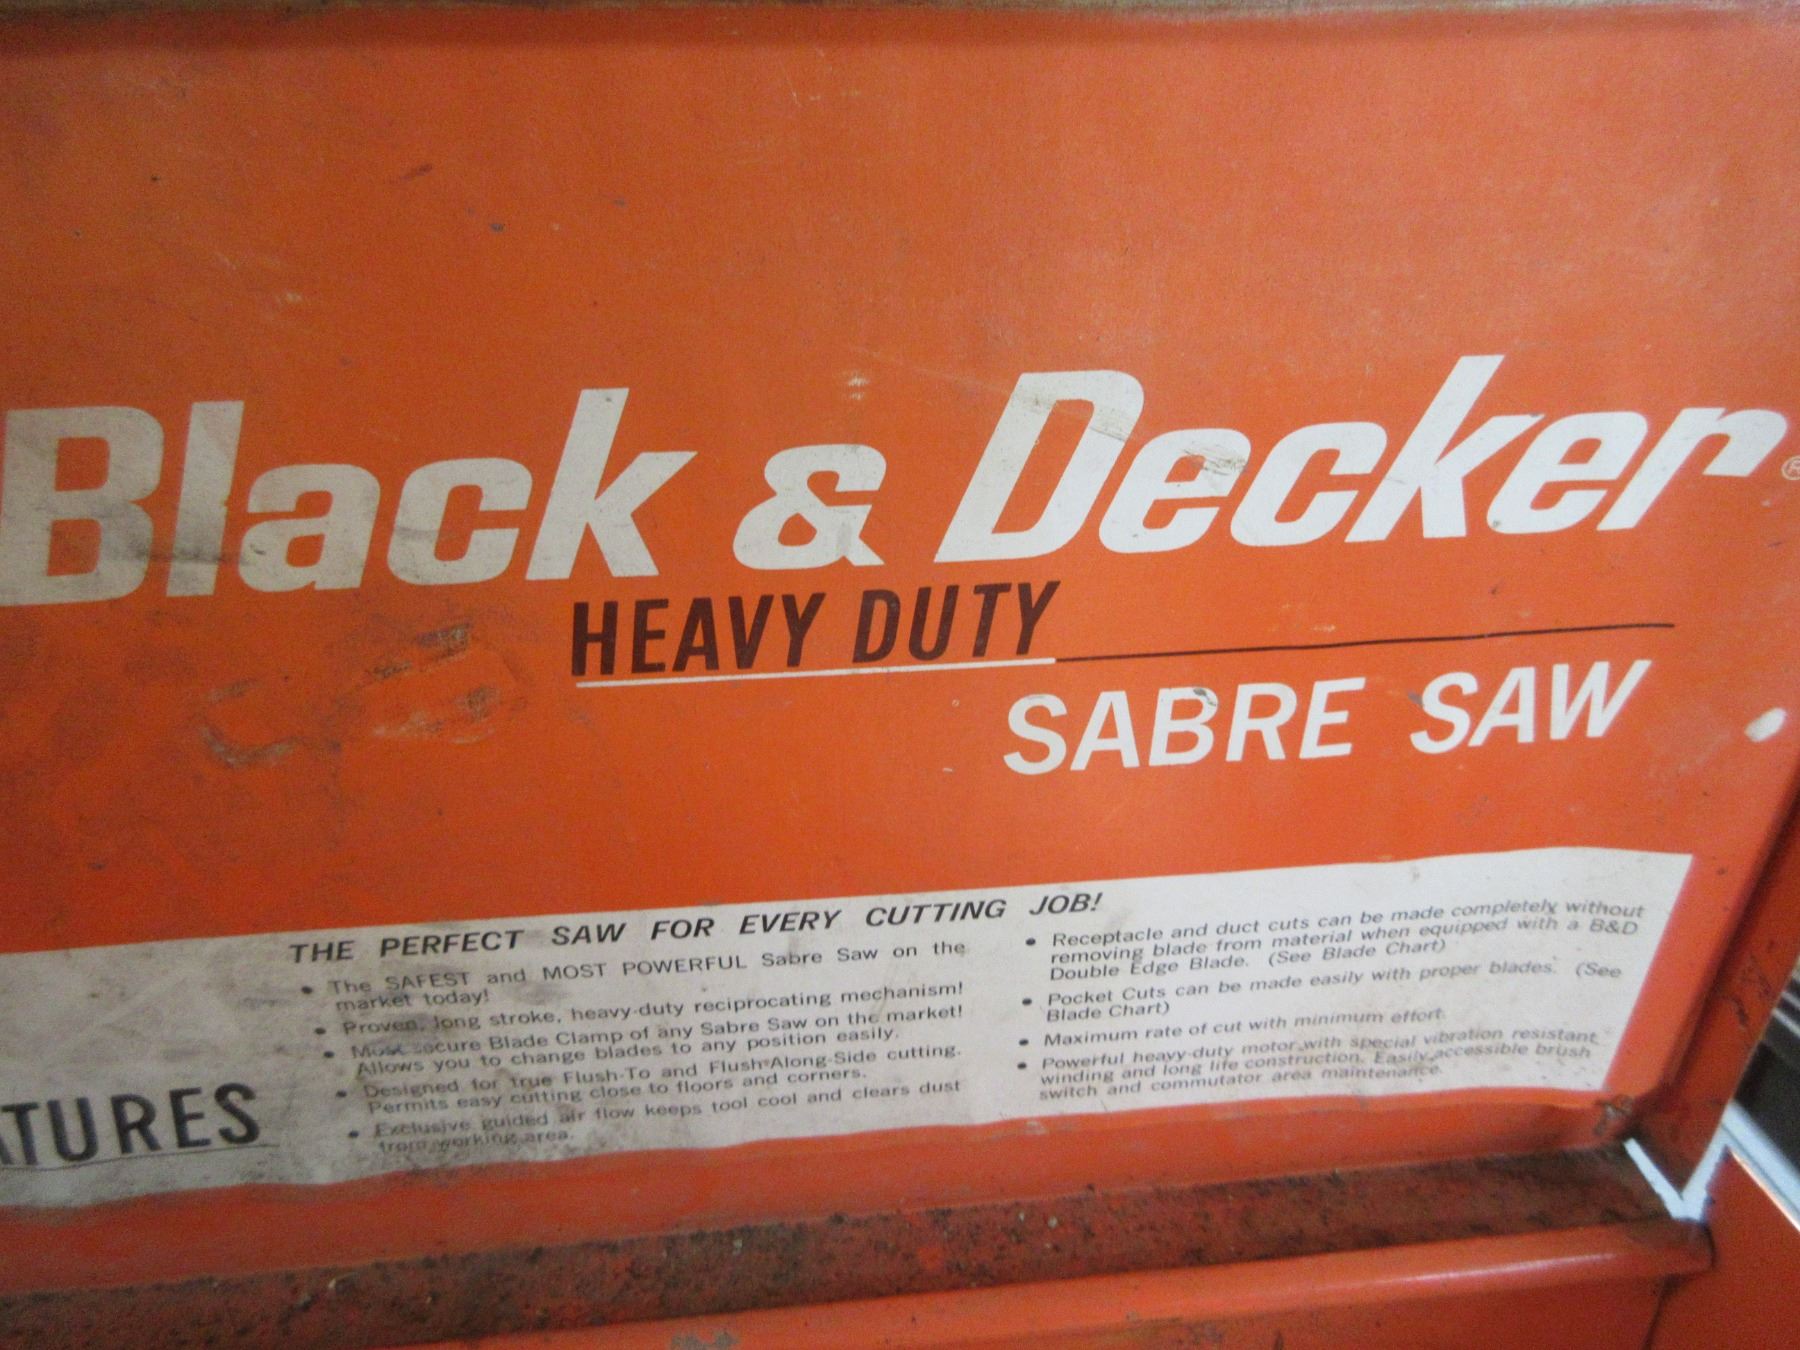 Black & Decker®
HEAVY DUTY
SABRE SAW
THE PERFECT SAW FOR EVERY CUTTING JOB!
• The SAFEST and MOST POWERFUL Sabre Saw on the
market today!
• Proven, long stroke, heavy-duty reciprocating mechanism!
• Most secure Blade Clamp of any Sabre Saw on the market!
Allows you to change blades to any position easily.
• Designed for true Flush-To and Flush-Along-Side cutting.
Permits easy cutting close to floors and corners.
• Exclusive guided air flow keeps tool cool and clears dust
from working area.
• Receptacle and duct cuts can be made completely without
removing blade from material when equipped with a B&D
Double Edge Blade. (See Blade Chart)
• Pocket Cuts can be made easily with proper blades. (See
Blade Chart)
• Maximum rate of cut with minimum effort.
• Powerful heavy-duty motor with special vibration resistant
winding and long life construction. Easily accessible brush
switch and commutator area maintenance.
ATURES